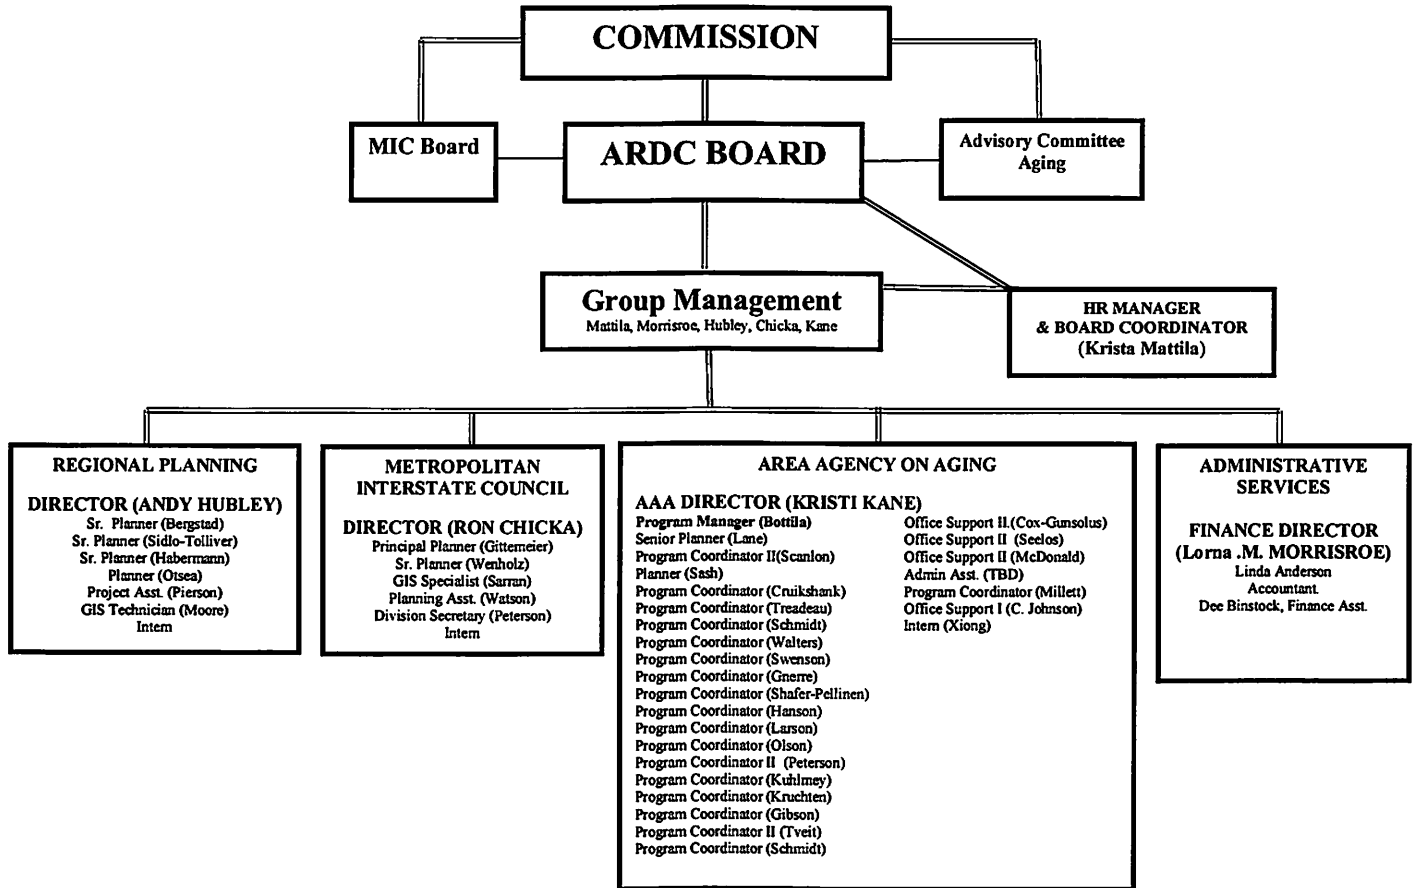 COMMISSION
MIC Board
ARDC BOARD
Advisory Committee
Aging
Group Management
Mattila, Morrisroe, Hubley, Chicka, Kane
HR MANAGER
& BOARD COORDINATOR
(Krista Mattila)
REGIONAL PLANNING
DIRECTOR (ANDY HUBLEY)
Sr. Planner (Bergstad)
Sr. Planner (Sidlo-Tolliver)
Sr. Planner (Habermann)
Planner (Otsea)
Project Asst. (Pierson)
GIS Technician (Moore)
Intern
METROPOLITAN
INTERSTATE COUNCIL
DIRECTOR (RON CHICKA)
Principal Planner (Gittemeier)
Sr. Planner (Wenholz)
GIS Specialist (Sarran)
Planning Asst. (Watson)
Division Secretary (Peterson)
Intern
AREA AGENCY ON AGING
AAA DIRECTOR (KRISTI KANE)
Program Manager (Bottila)
Senior Planner (Lane)
Program Coordinator II(Scanlon)
Planner (Sash)
Program Coordinator (Cruikshank)
Program Coordinator (Treadeau)
Program Coordinator (Schmidt)
Program Coordinator (Walters)
Program Coordinator (Swenson)
Program Coordinator (Gnerre)
Program Coordinator (Shafer-Pellinen)
Program Coordinator (Hanson)
Program Coordinator (Larson)
Program Coordinator (Olson)
Program Coordinator II (Peterson)
Program Coordinator (Kuhlmey)
Program Coordinator (Kruchten)
Program Coordinator (Gibson)
Program Coordinator II (Tveit)
Program Coordinator (Schmidt)
Office Support II.(Cox-Gunsolus)
Office Support II (Seelos)
Office Support II (McDonald)
Admin Asst. (TBD)
Program Coordinator (Millett)
Office Support I (C. Johnson)
Intern (Xiong)
ADMINISTRATIVE
SERVICES
FINANCE DIRECTOR
(Lorna .M. MORRISROE)
Linda Anderson
Accountant
Dee Binstock, Finance Asst.